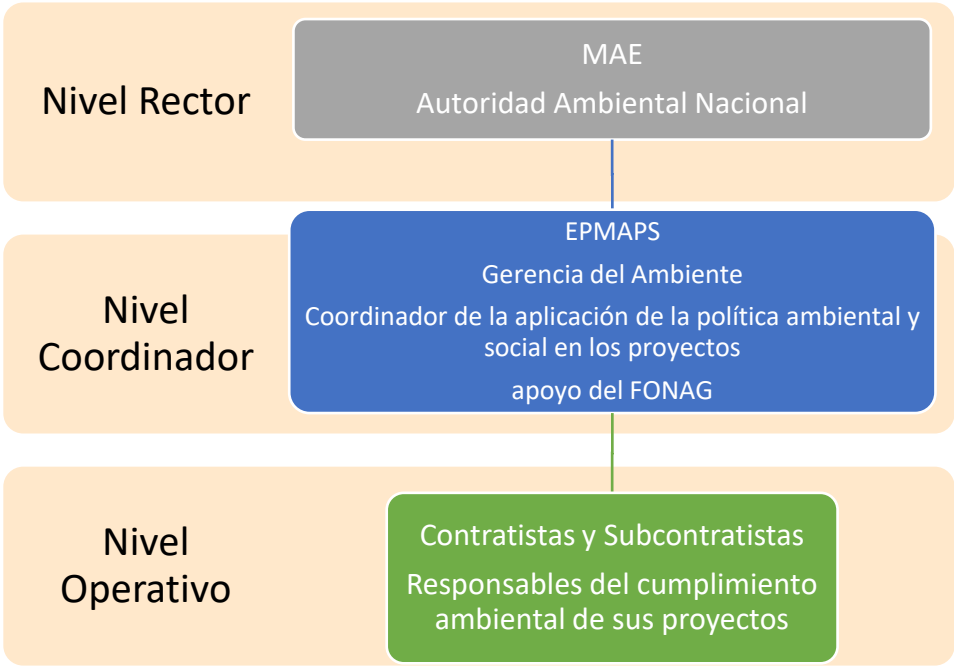 Nivel Rector
MAE
Autoridad Ambiental Nacional
Nivel
Coordinador
EPMAPS
Gerencia del Ambiente
Coordinador de la aplicación de la política ambiental y
social en los proyectos
apoyo del FONAG
Nivel
Operativo
Contratistas y Subcontratistas
Responsables del cumplimiento
ambiental de sus proyectos